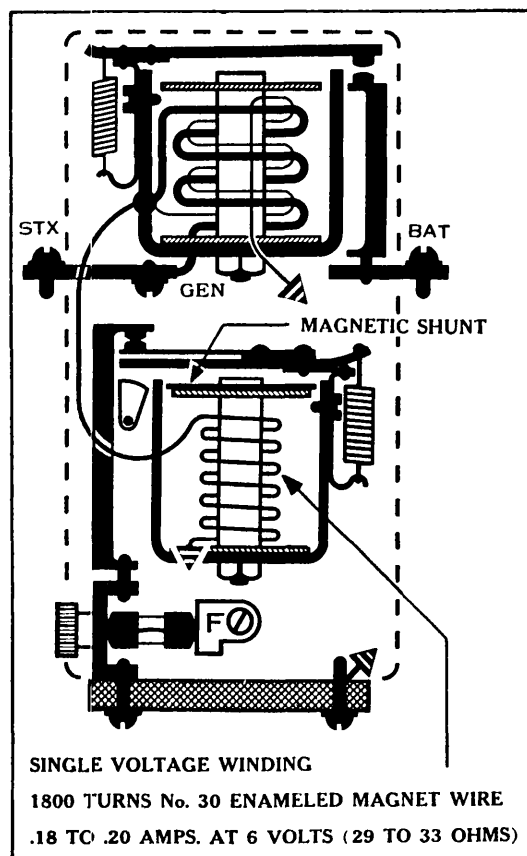 STX
BAT
GEN
MAGNETIC SHUNT
F
SINGLE VOLTAGE WINDING
1800 TURNS No. 30 ENAMELED MAGNET WIRE
.18 TO .20 AMPS. AT 6 VOLTS (29 TO 33 OHMS)